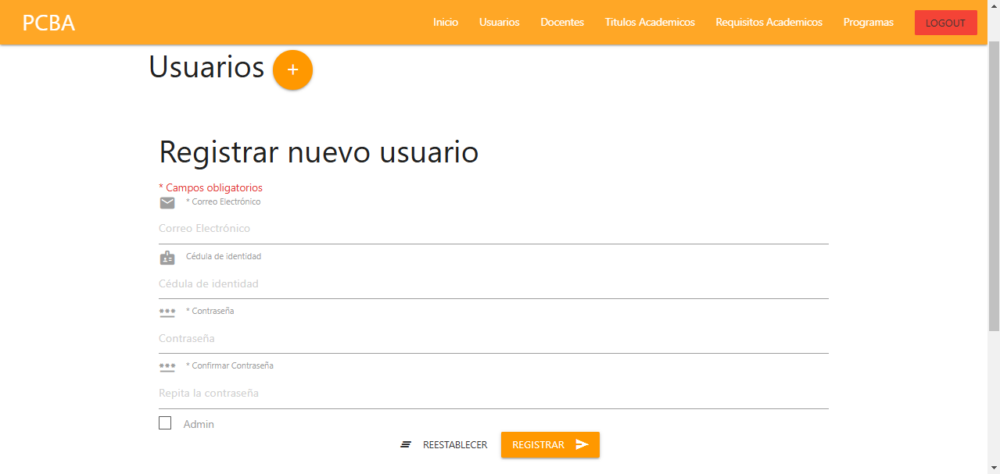 PCBA Inicio Usuarios Docentes Titulos Academicos Requisitos Academicos Programas LOGOUT
Usuarios +
Registrar nuevo usuario
* Campos obligatorios
* Correo Electrónico
Correo Electrónico
Cédula de identidad
Cédula de identidad
* Contraseña
Contraseña
* Confirmar Contraseña
Repita la contraseña
Admin
REESTABLECER REGISTRAR